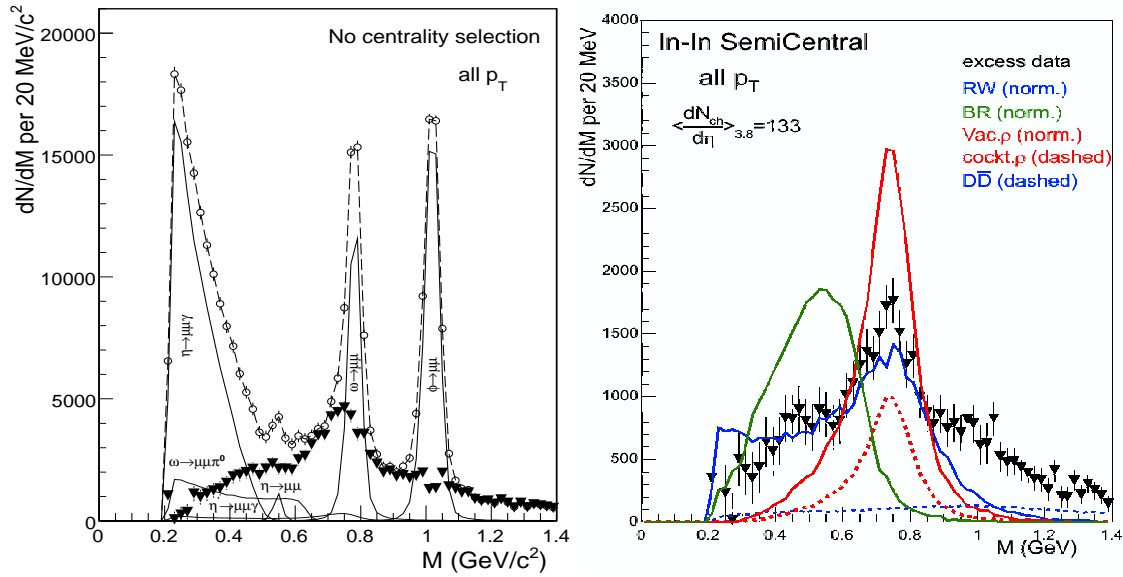 dN/dM per 20 MeV/c²
20000
15000
10000
5000
0
No centrality selection
all p_T
η→μμγ
ω→μμ
φ→μμ
ω→μμπ⁰
η→μμ
η→μμγ
0 0.2 0.4 0.6 0.8 1 1.2 1.4
M (GeV/c²)
dN/dM per 20 MeV
4000
3500
3000
2500
2000
1500
1000
500
0
In-In SemiCentral
all p_T
<dN_ch/dη>_3.8=133
excess data
RW (norm.)
BR (norm.)
Vac.ρ (norm.)
cockt.ρ (dashed)
DD̅ (dashed)
0 0.2 0.4 0.6 0.8 1 1.2 1.4
M (GeV)